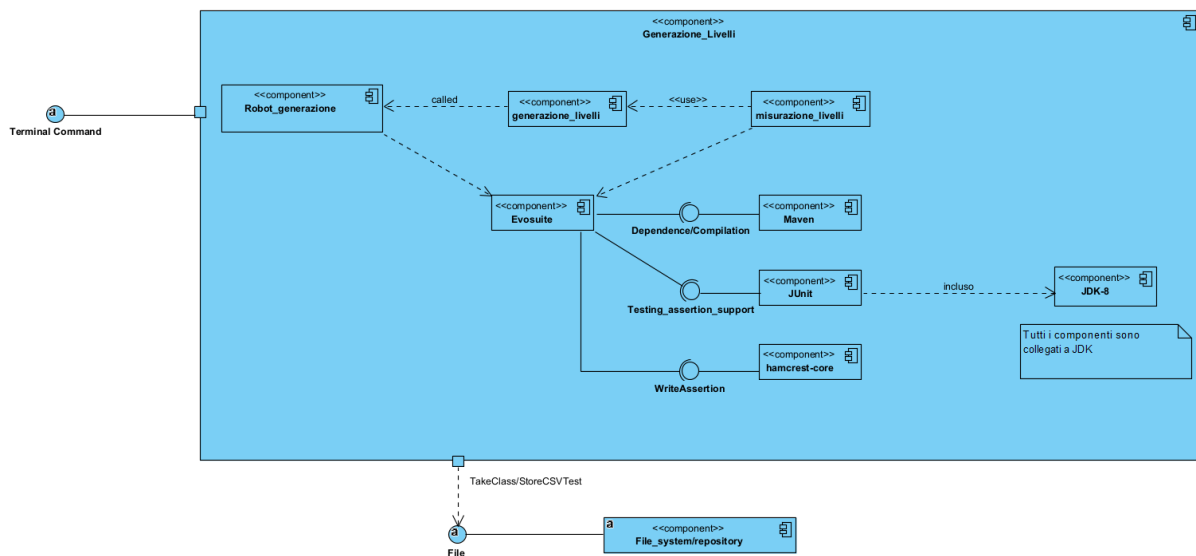 <<component>>
Generazione_Livelli
<<component>>
Robot_generazione
called
<<component>>
generazione_livelli
<<use>>
<<component>>
misurazione_livelli
a
Terminal Command
<<component>>
Evosuite
Dependence/Compilation
<<component>>
Maven
Testing_assertion_support
<<component>>
JUnit
incluso
<<component>>
JDK-8
Tutti i componenti sono
collegati a JDK
WriteAssertion
<<component>>
hamcrest-core
TakeClass/StoreCSVTest
a
File
a
<<component>>
File_system/repository